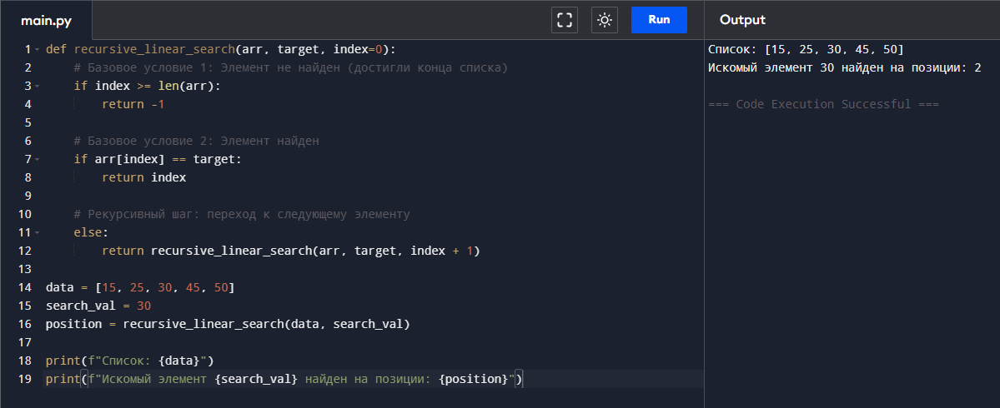 main.py
Run
Output
1 def recursive_linear_search(arr, target, index=0):
2     # Базовое условие 1: Элемент не найден (достигли конца списка)
3     if index >= len(arr):
4         return -1
5
6     # Базовое условие 2: Элемент найден
7     if arr[index] == target:
8         return index
9
10     # Рекурсивный шаг: переход к следующему элементу
11     else:
12         return recursive_linear_search(arr, target, index + 1)
13
14 data = [15, 25, 30, 45, 50]
15 search_val = 30
16 position = recursive_linear_search(data, search_val)
17
18 print(f"Список: {data}")
19 print(f"Искомый элемент {search_val} найден на позиции: {position}")
Список: [15, 25, 30, 45, 50]
Искомый элемент 30 найден на позиции: 2
=== Code Execution Successful ===